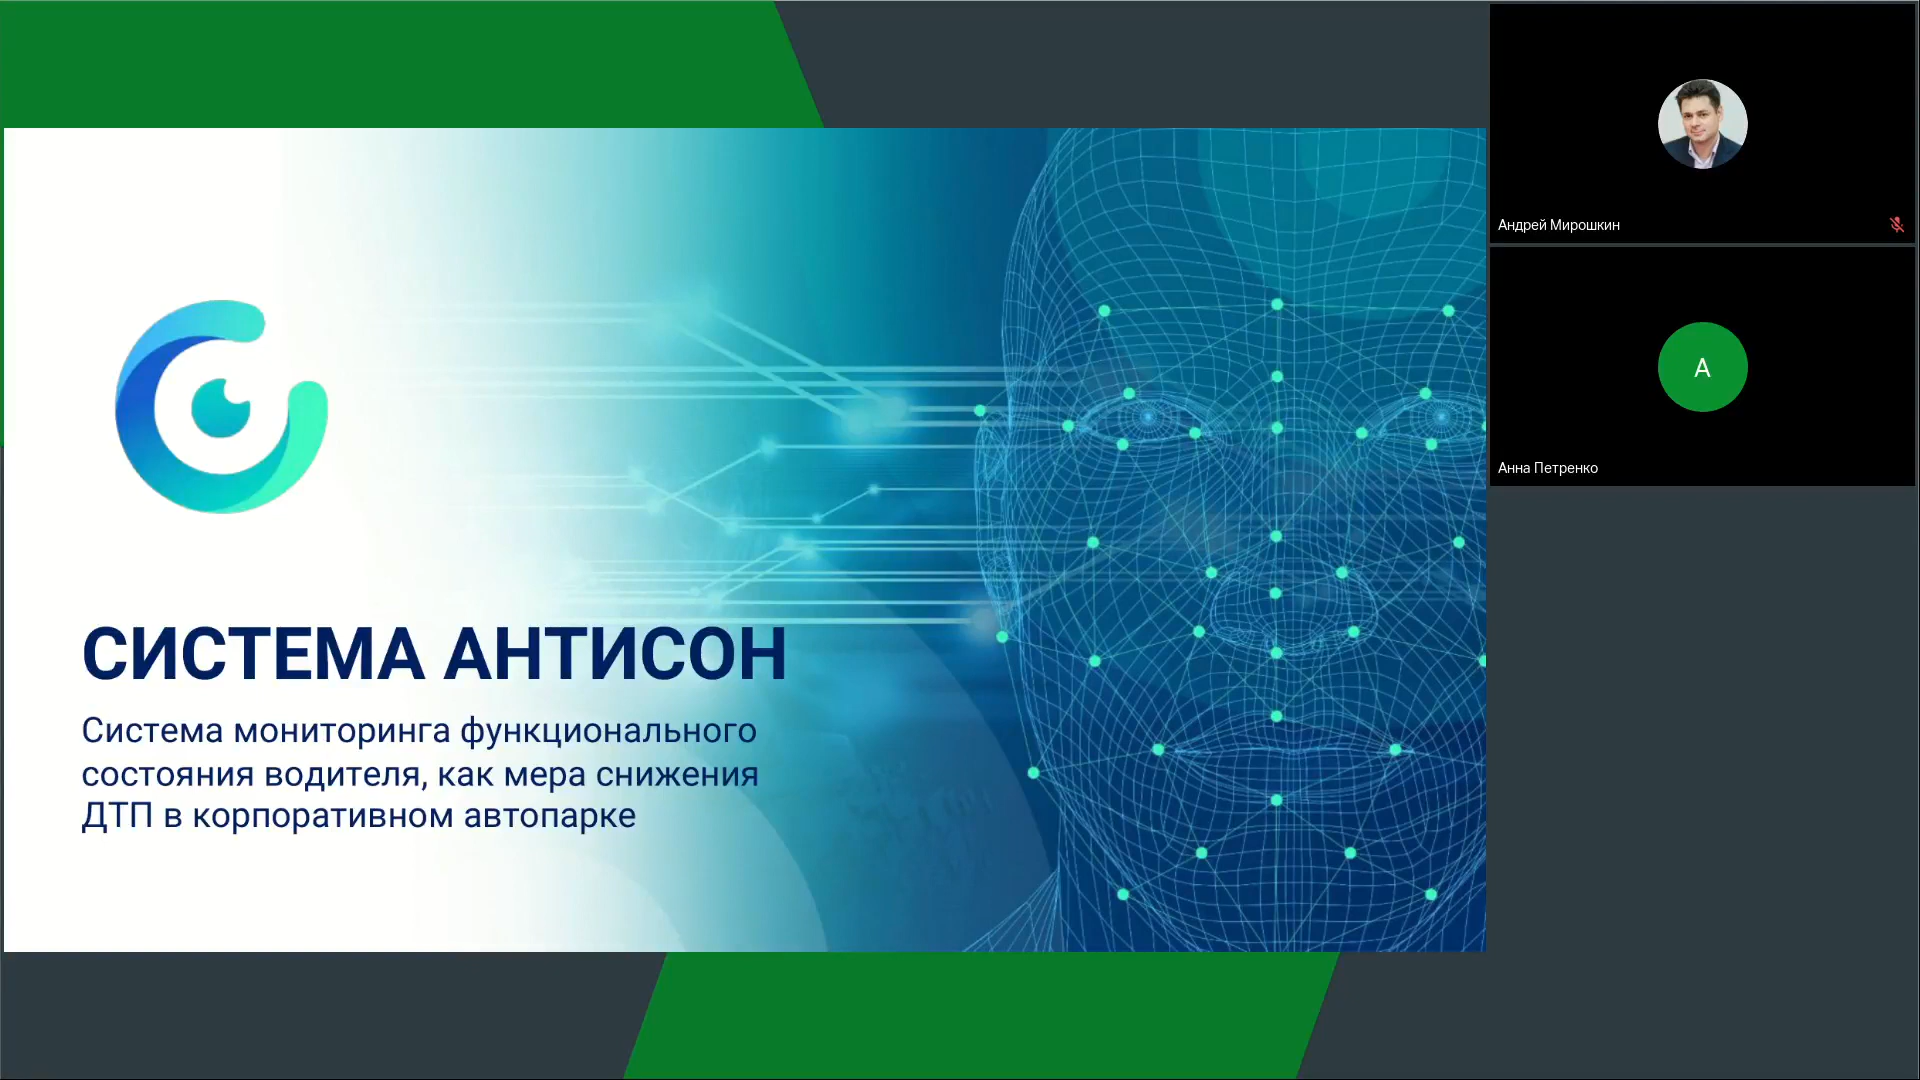 СИСТЕМА АНТИСОН
Система мониторинга функционального
состояния водителя, как мера снижения
ДТП в корпоративном автопарке
Андрей Мирошкин
А
Анна Петренко